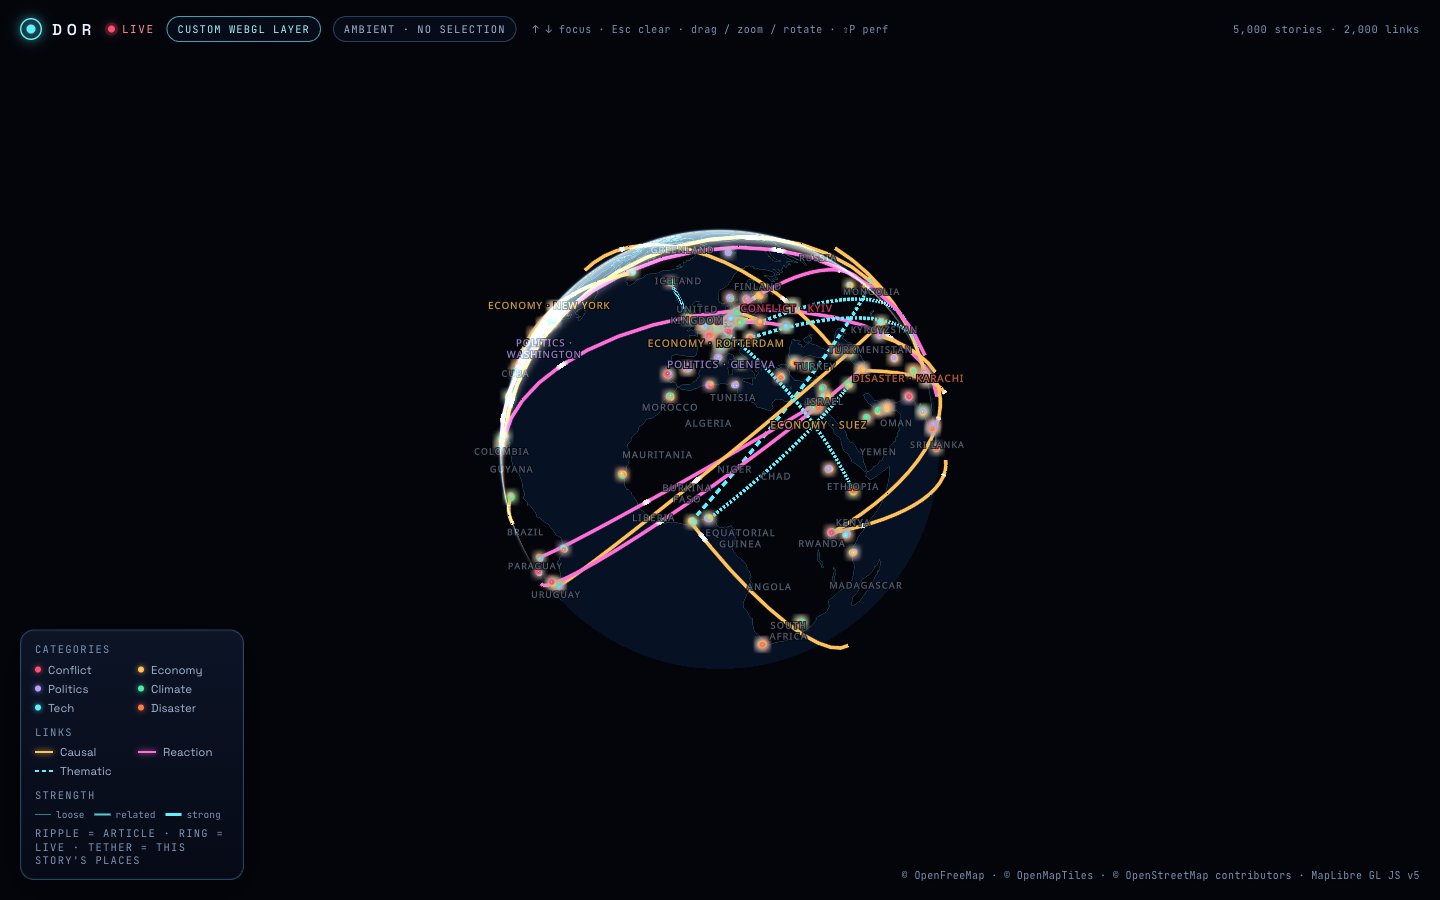 DOR
LIVE
CUSTOM WEBGL LAYER
AMBIENT · NO SELECTION
↑ ↓ focus · Esc clear · drag / zoom / rotate · ⇧P perf
5,000 stories · 2,000 links
GREENLAND
RUSSIA
ICELAND
FINLAND
MONGOLIA
ECONOMY · NEW YORK
UNITED
KINGDOM
CONFLICT · KYIV
KYRGYZSTAN
POLITICS ·
WASHINGTON
ECONOMY · ROTTERDAM
TURKMENISTAN
POLITICS · GENEVA
TURKEY
CUBA
DISASTER · KARACHI
TUNISIA
MOROCCO
ISRAEL
ALGERIA
ECONOMY · SUEZ
OMAN
COLOMBIA
MAURITANIA
YEMEN
SRI LANKA
GUYANA
NIGER
CHAD
BURKINA
FASO
ETHIOPIA
LIBERIA
KENYA
BRAZIL
EQUATORIAL
GUINEA
RWANDA
PARAGUAY
ANGOLA
MADAGASCAR
URUGUAY
SOUTH
AFRICA
CATEGORIES
Conflict
Economy
Politics
Climate
Tech
Disaster
LINKS
Causal
Reaction
Thematic
STRENGTH
loose
related
strong
RIPPLE = ARTICLE · RING =
LIVE · TETHER = THIS
STORY'S PLACES
© OpenFreeMap · © OpenMapTiles · © OpenStreetMap contributors · MapLibre GL JS v5